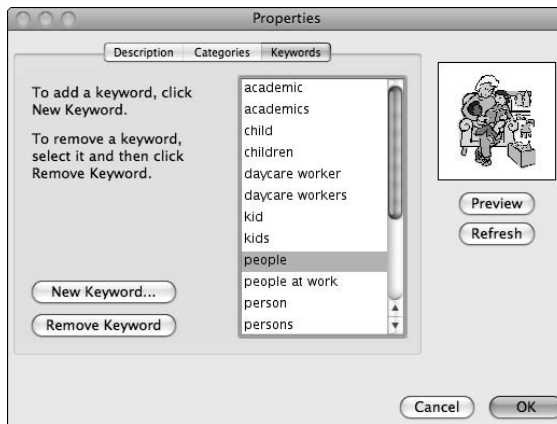 Properties
Description Categories Keywords
To add a keyword, click
New Keyword.
To remove a keyword,
select it and then click
Remove Keyword.
New Keyword...
Remove Keyword
academic
academics
child
children
daycare worker
daycare workers
kid
kids
people
people at work
person
persons
Preview
Refresh
Cancel OK